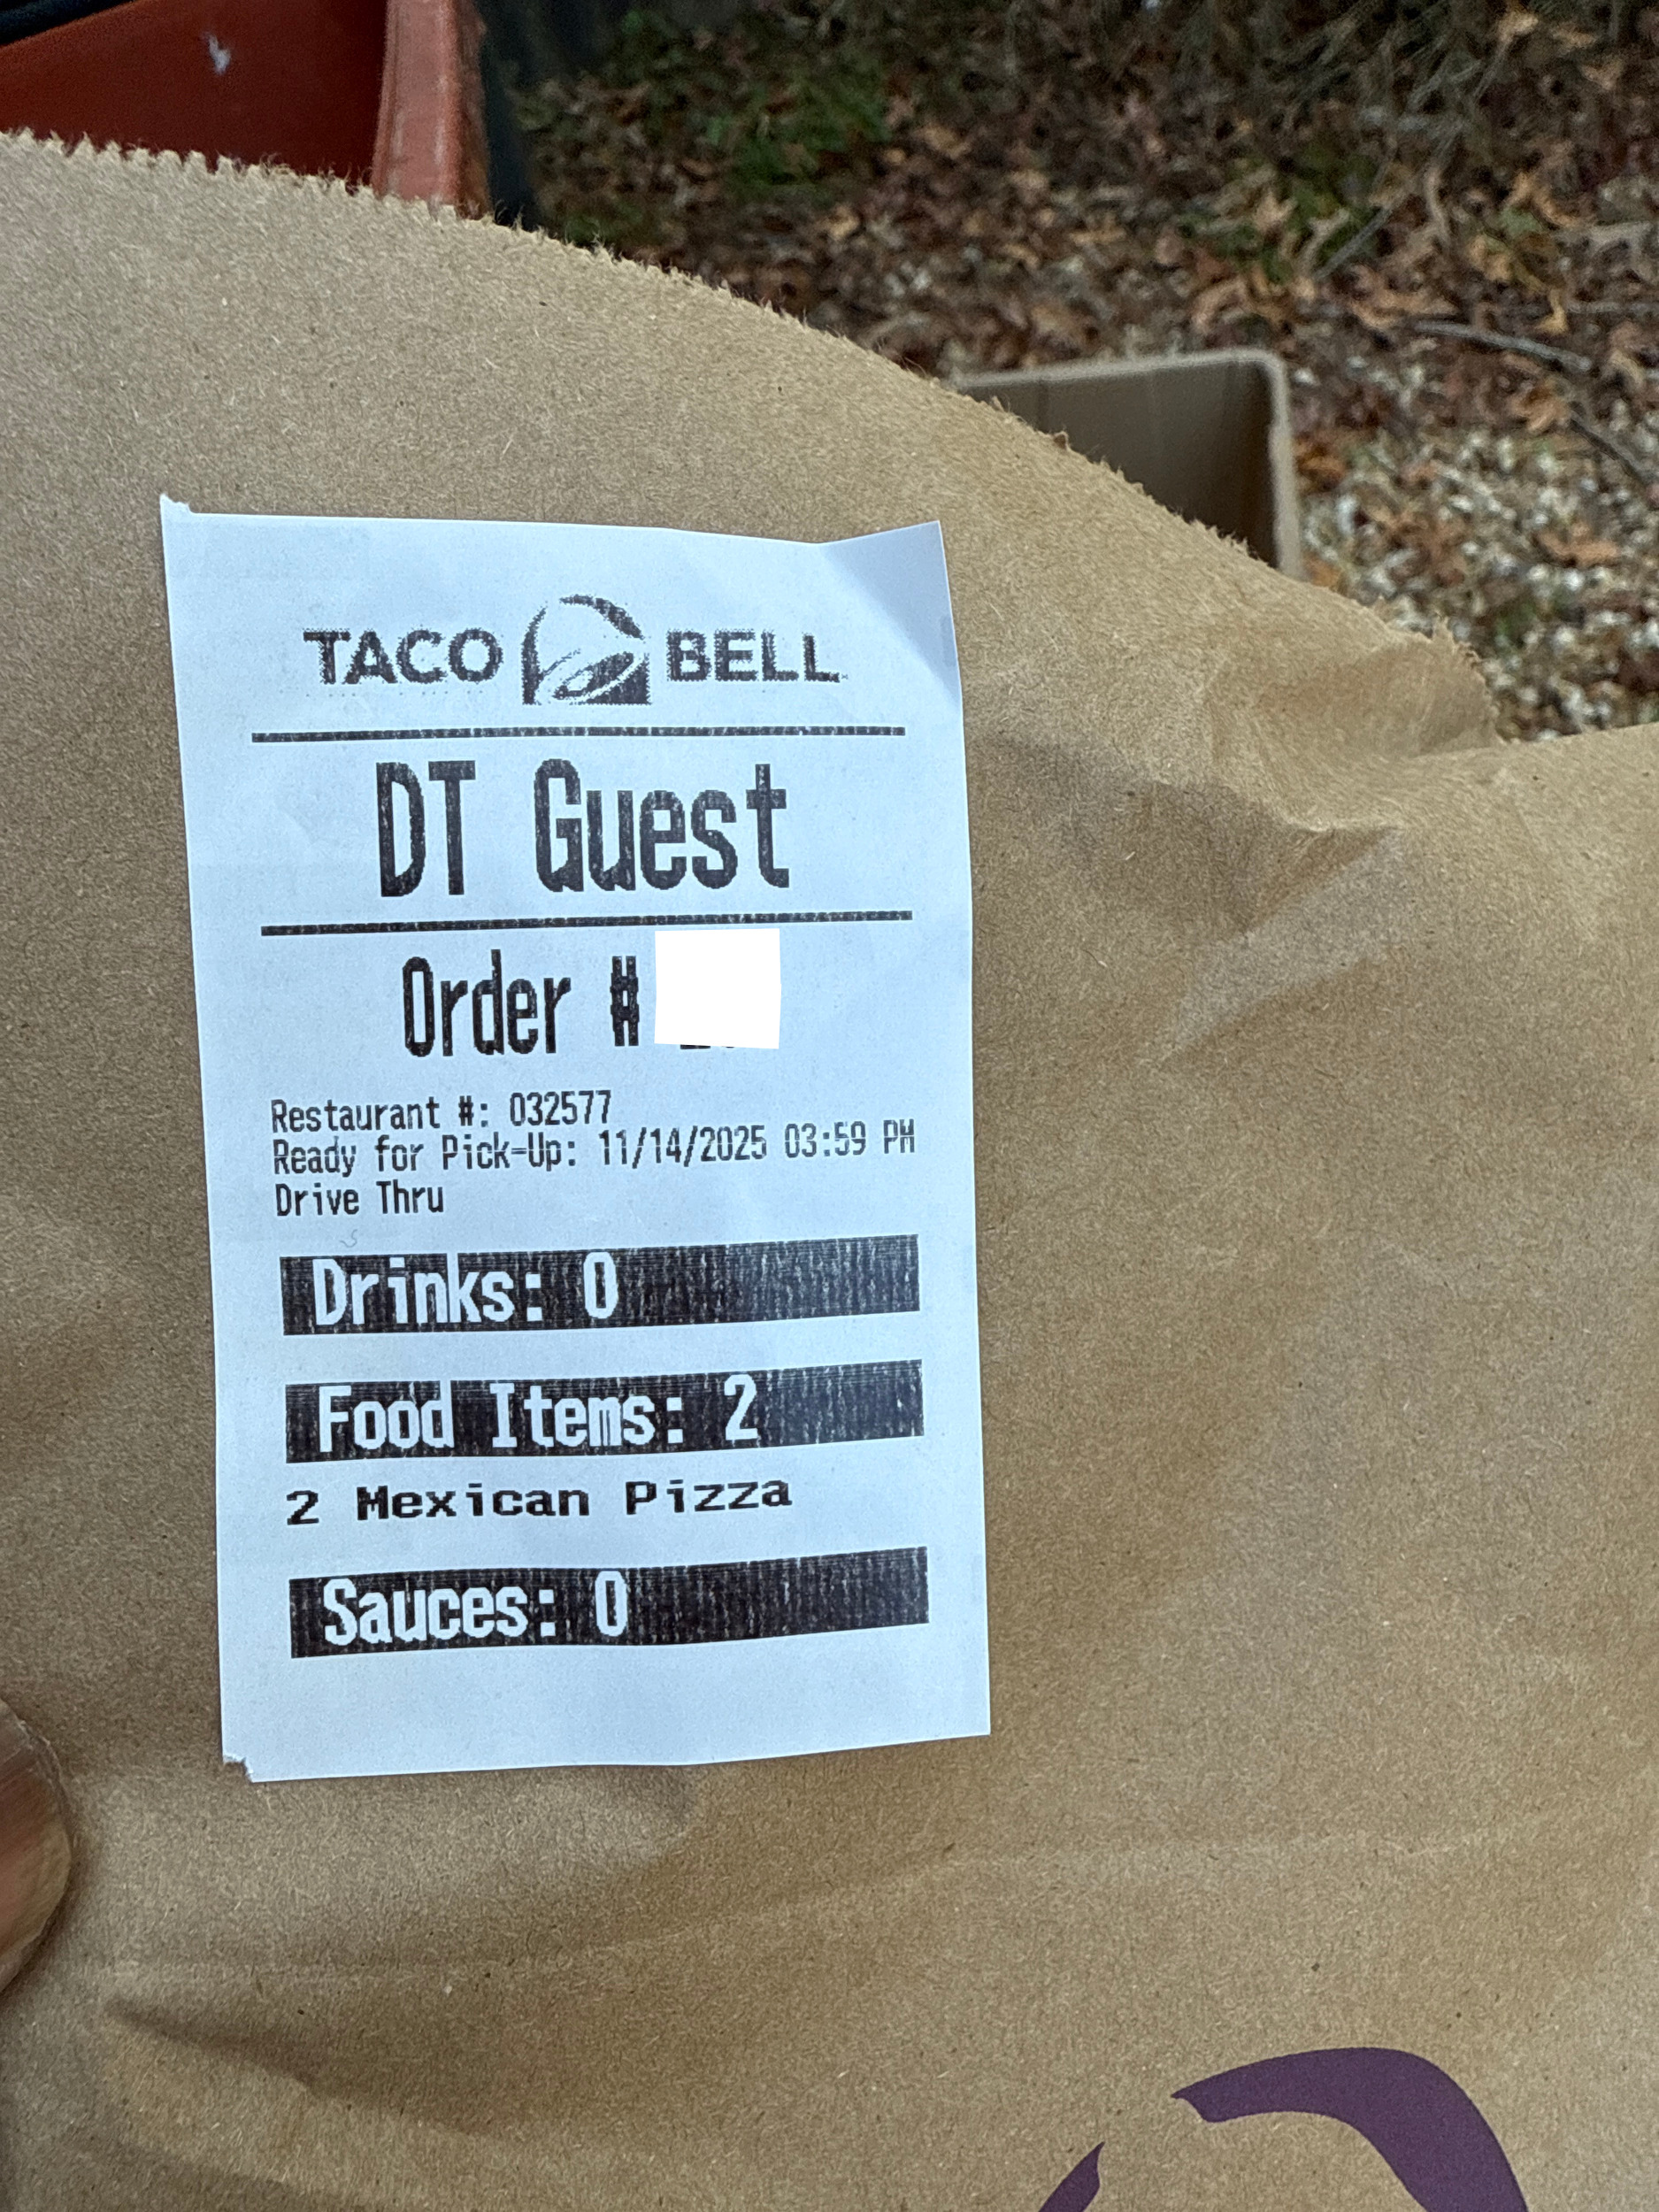 TACO BELL
DT Guest
Order #
Restaurant #: 032577
Ready for Pick-Up: 11/14/2025 03:59 PM
Drive Thru
Drinks: 0
Food Items: 2
2 Mexican Pizza
Sauces: 0